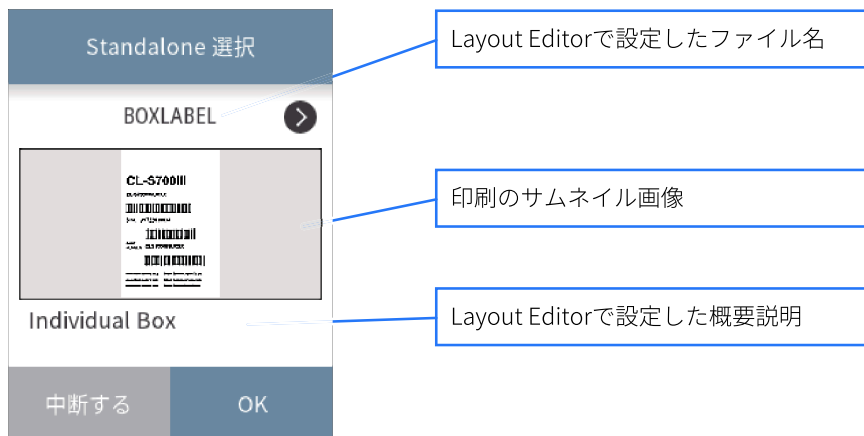 Standalone 選択
Layout Editorで設定したファイル名
BOXLABEL
CL-S700III
印刷のサムネイル画像
Individual Box
Layout Editorで設定した概要説明
中断する
OK